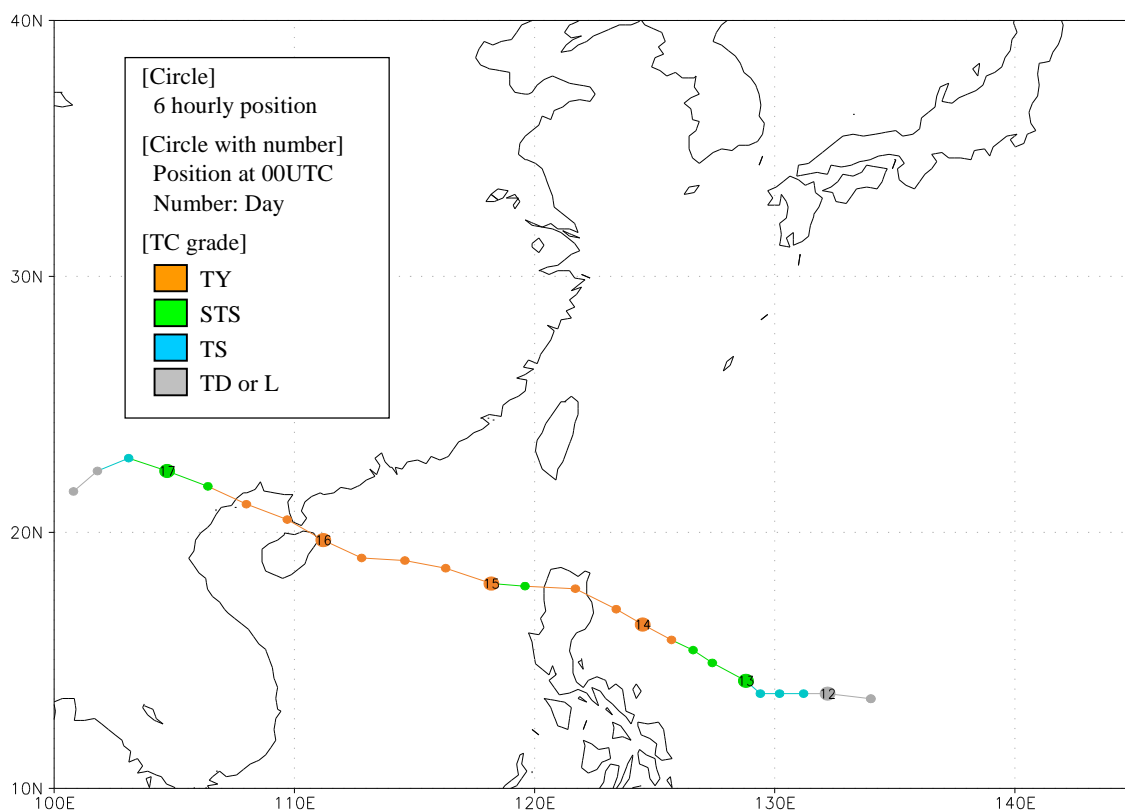 40N
[Circle]
6 hourly position
[Circle with number]
Position at 00UTC
Number: Day
[TC grade]
TY
STS
TS
TD or L
30N
20N
10N
17
16
15
14
13
12
100E
110E
120E
130E
140E